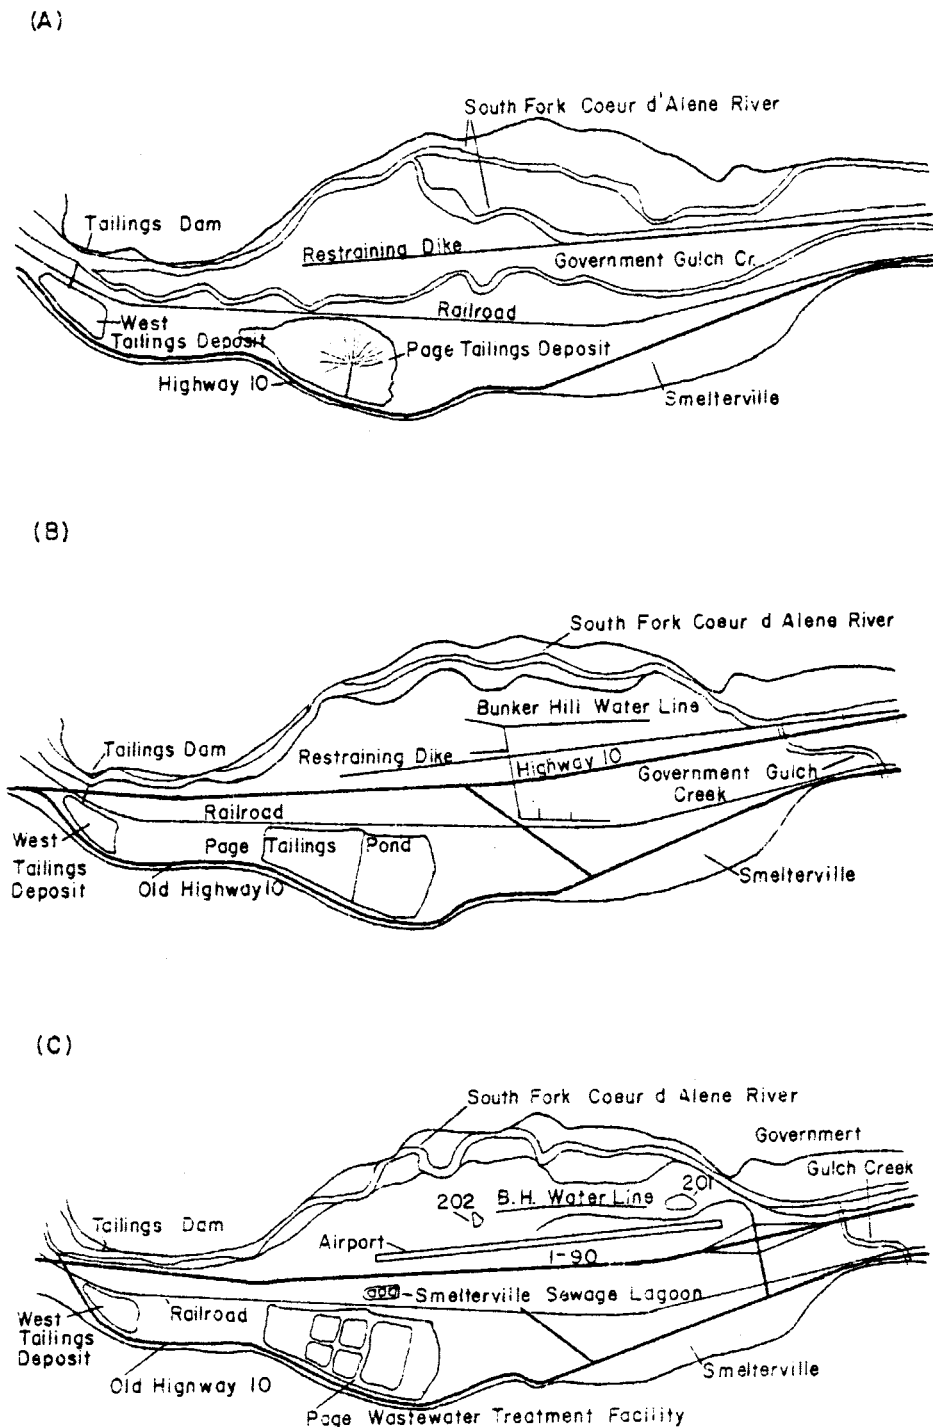 (A)
South Fork Coeur d'Alene River
Tailings Dam
Restraining Dike
Government Gulch Cr.
Railroad
West
Tailings Deposit
Page Tailings Deposit
Highway 10
Smelterville
(B)
South Fork Coeur d Alene River
Bunker Hill Water Line
Tailings Dam
Restraining Dike
Highway 10
Government Gulch
Creek
Railroad
West
Tailings
Deposit
Page Tailings Pond
Old Highway 10
Smelterville
(C)
South Fork Coeur d Alene River
Government
Gulch Creek
201
202
B.H. Water Line
Tailings Dam
Airport
I-90
Smelterville Sewage Lagoon
Railroad
West
Tailings
Deposit
Old Highway 10
Smelterville
Page Wastewater Treatment Facility